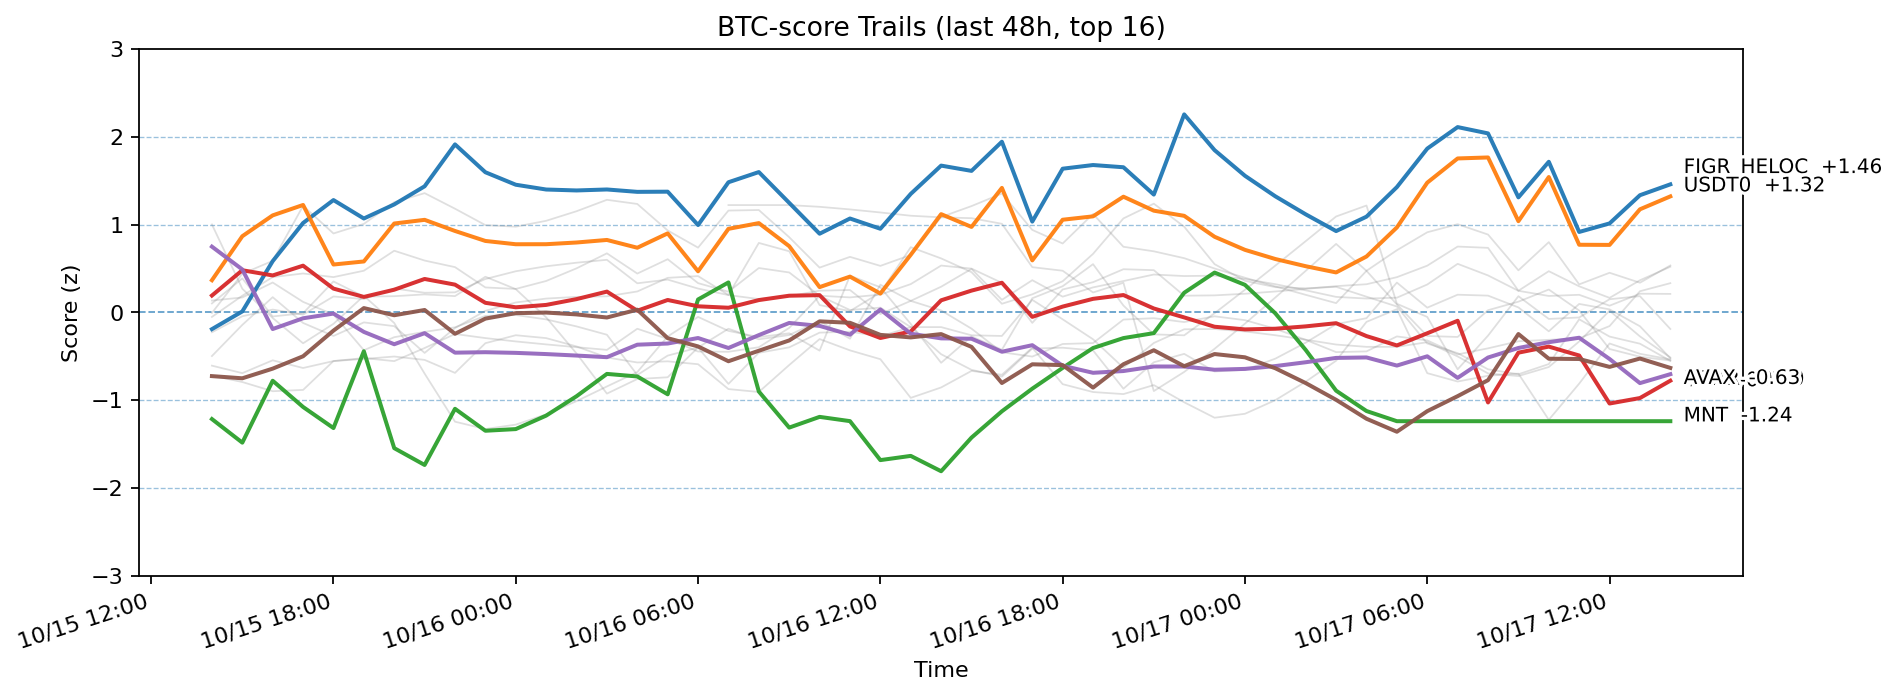 BTC-score Trails (last 48h, top 16)
Score (z)
3
2
1
0
−1
−2
−3
FIGR_HELOC +1.46
USDT0 +1.32
AVAX -0.63
MNT -1.24
10/15 12:00
10/15 18:00
10/16 00:00
10/16 06:00
10/16 12:00
10/16 18:00
10/17 00:00
10/17 06:00
10/17 12:00
Time